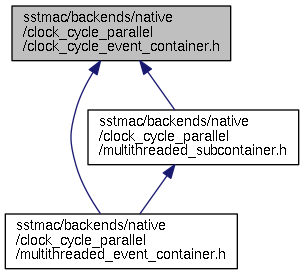 sstmac/backends/native
/clock_cycle_parallel
/clock_cycle_event_container.h
sstmac/backends/native
/clock_cycle_parallel
/multithreaded_subcontainer.h
sstmac/backends/native
/clock_cycle_parallel
/multithreaded_event_container.h